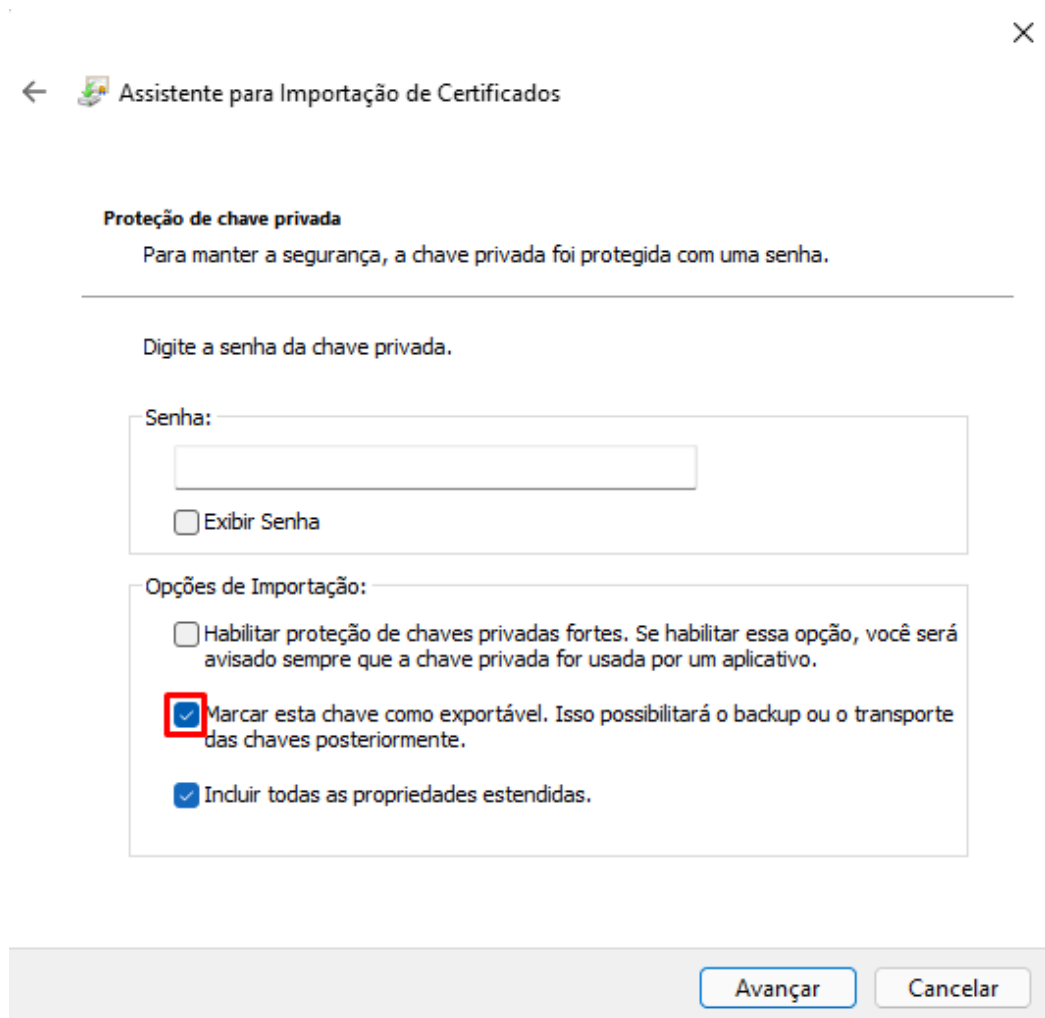 Assistente para Importação de Certificados
Proteção de chave privada
Para manter a segurança, a chave privada foi protegida com uma senha.
Digite a senha da chave privada.
Senha:
Exibir Senha
Opções de Importação:
Habilitar proteção de chaves privadas fortes. Se habilitar essa opção, você será
avisado sempre que a chave privada for usada por um aplicativo.
Marcar esta chave como exportável. Isso possibilitará o backup ou o transporte
das chaves posteriormente.
Incluir todas as propriedades estendidas.
Avançar
Cancelar